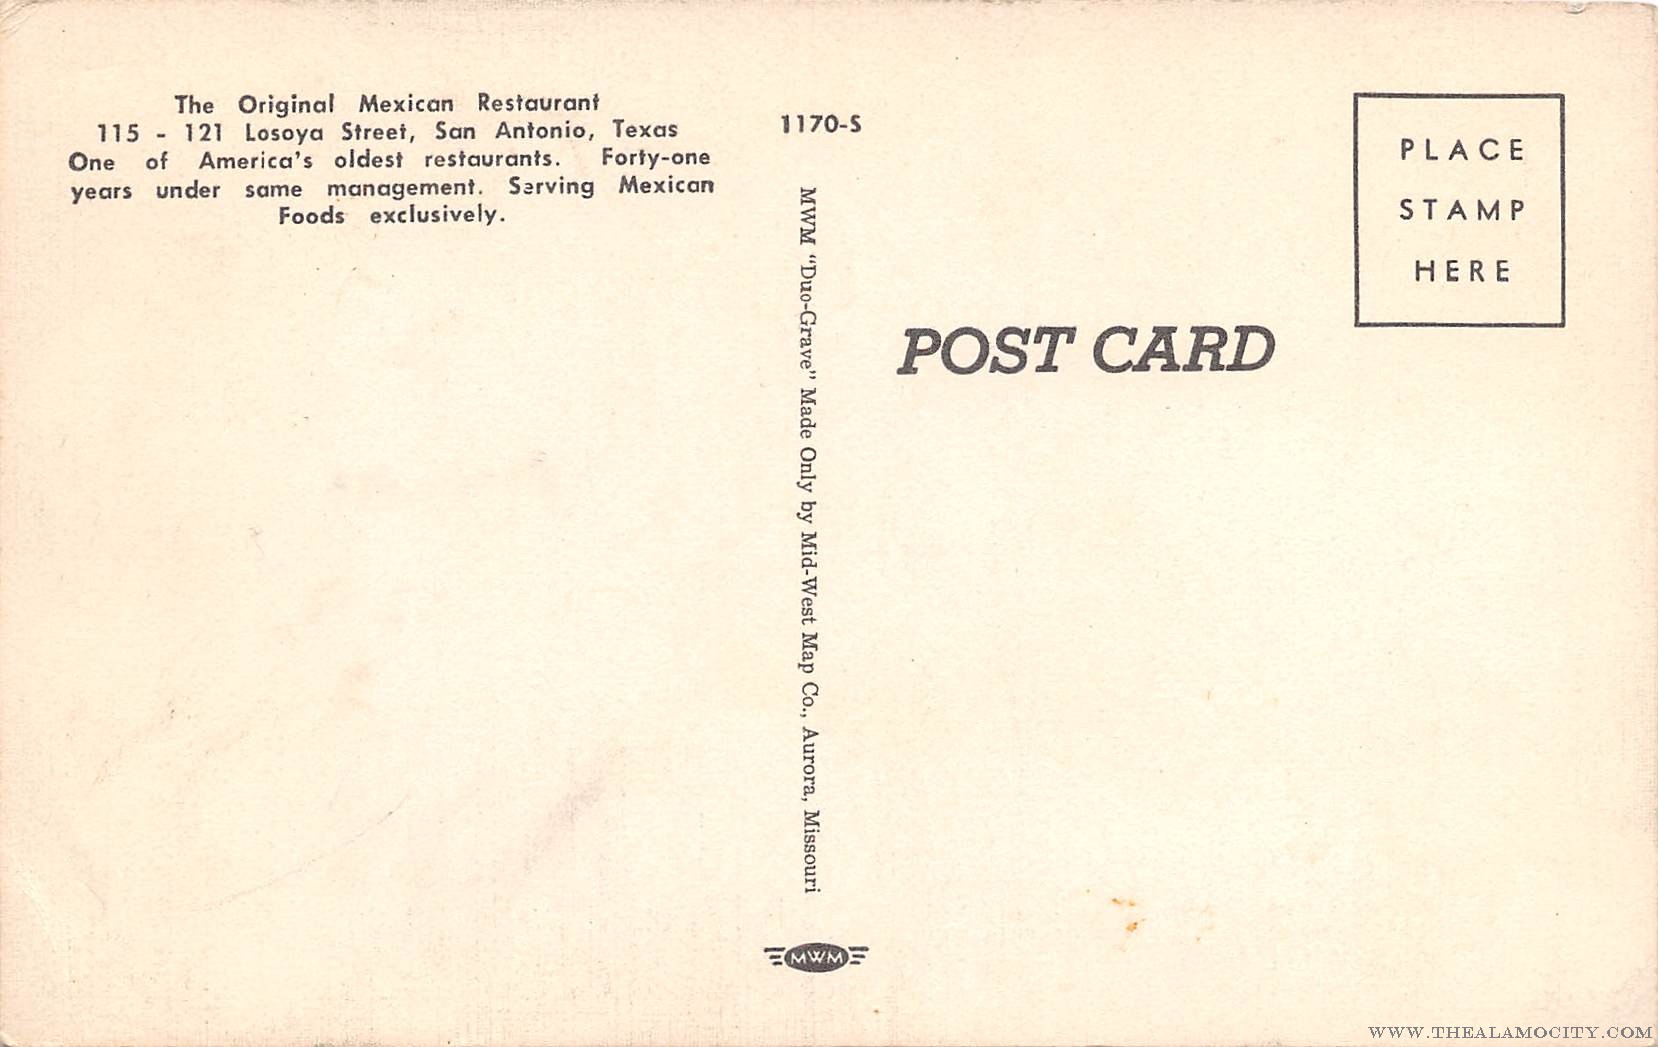 The Original Mexican Restaurant
115 - 121 Losoya Street, San Antonio, Texas
One of America's oldest restaurants. Forty-one
years under same management. Serving Mexican
Foods exclusively.
1170-S
MWM "Duo-Grave" Made Only by Mid-West Map Co., Aurora, Missouri
MWM
POST CARD
PLACE
STAMP
HERE
WWW.THEALAMOCITY.COM